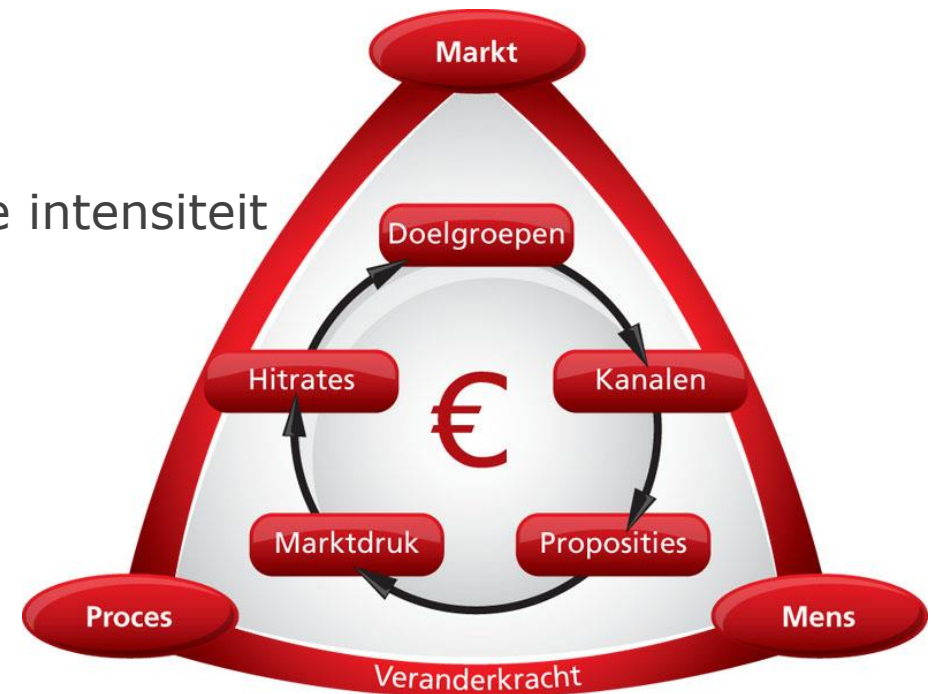 Markt
e intensiteit
Doelgroepen
Hitrates
€
Kanalen
Marktdruk
Proposities
Proces
Mens
Veranderkracht